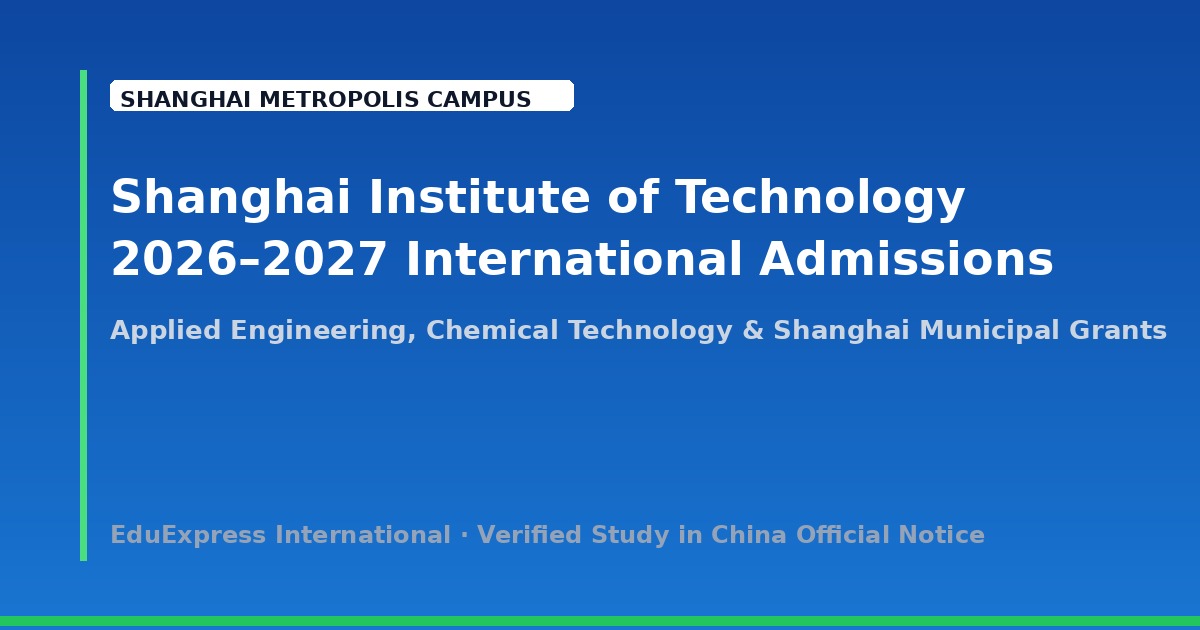 SHANGHAI METROPOLIS CAMPUS
Shanghai Institute of Technology
2026–2027 International Admissions
Applied Engineering, Chemical Technology & Shanghai Municipal Grants
EduExpress International · Verified Study in China Official Notice